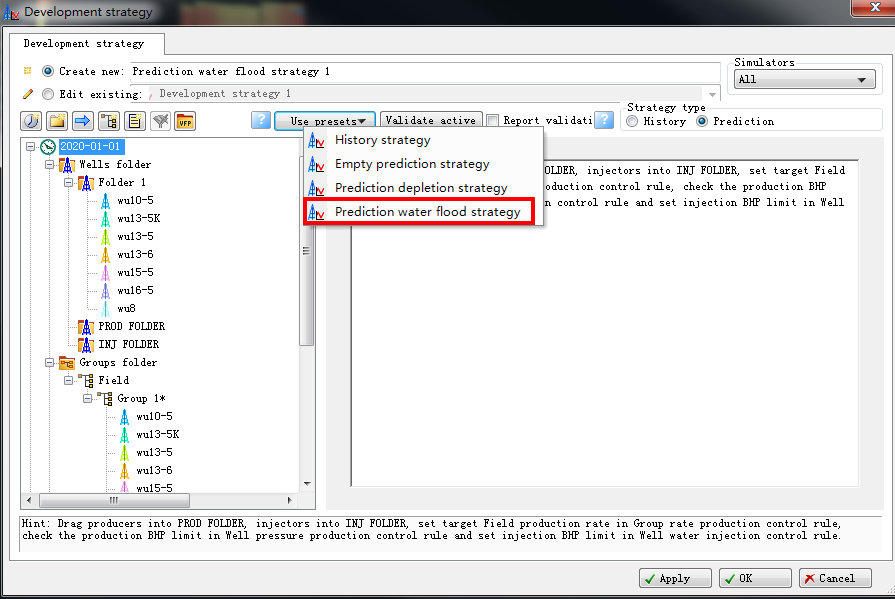 Development strategy
Development strategy
Create new: Prediction water flood strategy 1
Simulators
All
Edit existing: Development strategy 1
VFP
? Use presets Validate active Report validati ?
Strategy type
History Prediction
2020-01-01
Wells folder
Folder 1
wu10-5
wu13-5K
wu13-5
wu13-6
wu15-5
wu16-5
wu8
PROD FOLDER
INJ FOLDER
Groups folder
Field
Group 1*
wu10-5
wu13-5K
wu13-5
wu13-6
wu15-5
History strategy
Empty prediction strategy
Prediction depletion strategy
Prediction water flood strategy
OLDER, injectors into INJ FOLDER, set target Field
oduction control rule, check the production BHP
on control rule and set injection BHP limit in Well
Hint: Drag producers into PROD FOLDER, injectors into INJ FOLDER, set target Field production rate in Group rate production control rule,
check the production BHP limit in Well pressure production control rule and set injection BHP limit in Well water injection control rule.
Apply OK Cancel